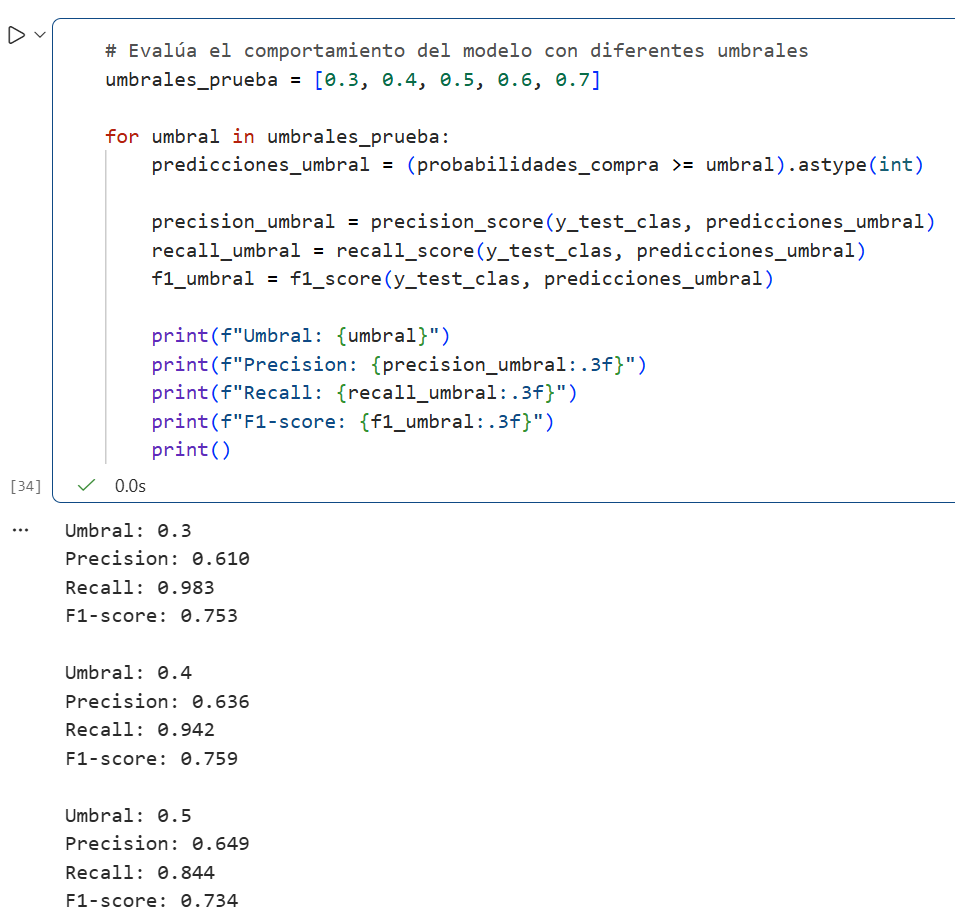 # Evalúa el comportamiento del modelo con diferentes umbrales
umbrales_prueba = [0.3, 0.4, 0.5, 0.6, 0.7]
for umbral in umbrales_prueba:
predicciones_umbral = (probabilidades_compra >= umbral).astype(int)
precision_umbral = precision_score(y_test_clas, predicciones_umbral)
recall_umbral = recall_score(y_test_clas, predicciones_umbral)
f1_umbral = f1_score(y_test_clas, predicciones_umbral)
print(f"Umbral: {umbral}")
print(f"Precision: {precision_umbral:.3f}")
print(f"Recall: {recall_umbral:.3f}")
print(f"F1-score: {f1_umbral:.3f}")
print()
[34] 0.0s
Umbral: 0.3
Precision: 0.610
Recall: 0.983
F1-score: 0.753
Umbral: 0.4
Precision: 0.636
Recall: 0.942
F1-score: 0.759
Umbral: 0.5
Precision: 0.649
Recall: 0.844
F1-score: 0.734